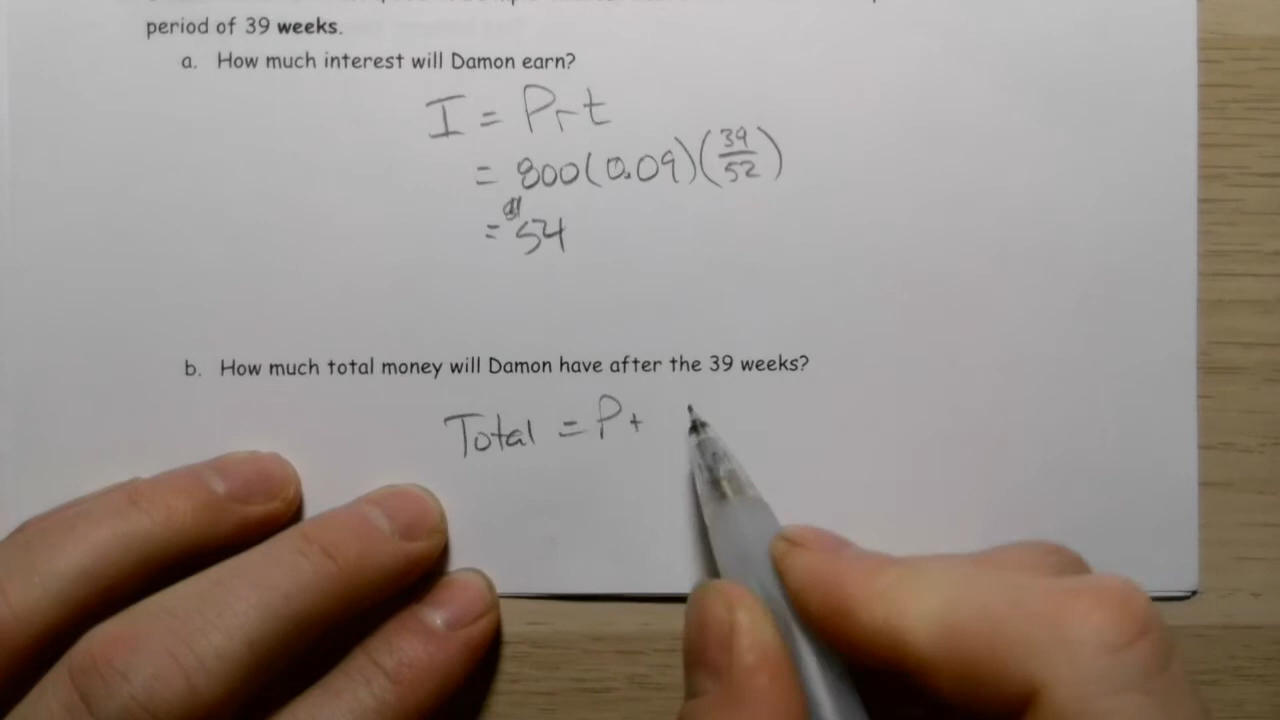 period of 39 weeks.
a. How much interest will Damon earn?
I = Prt
= 800(0.09)(39/52)
= $54
b. How much total money will Damon have after the 39 weeks?
Total = P+